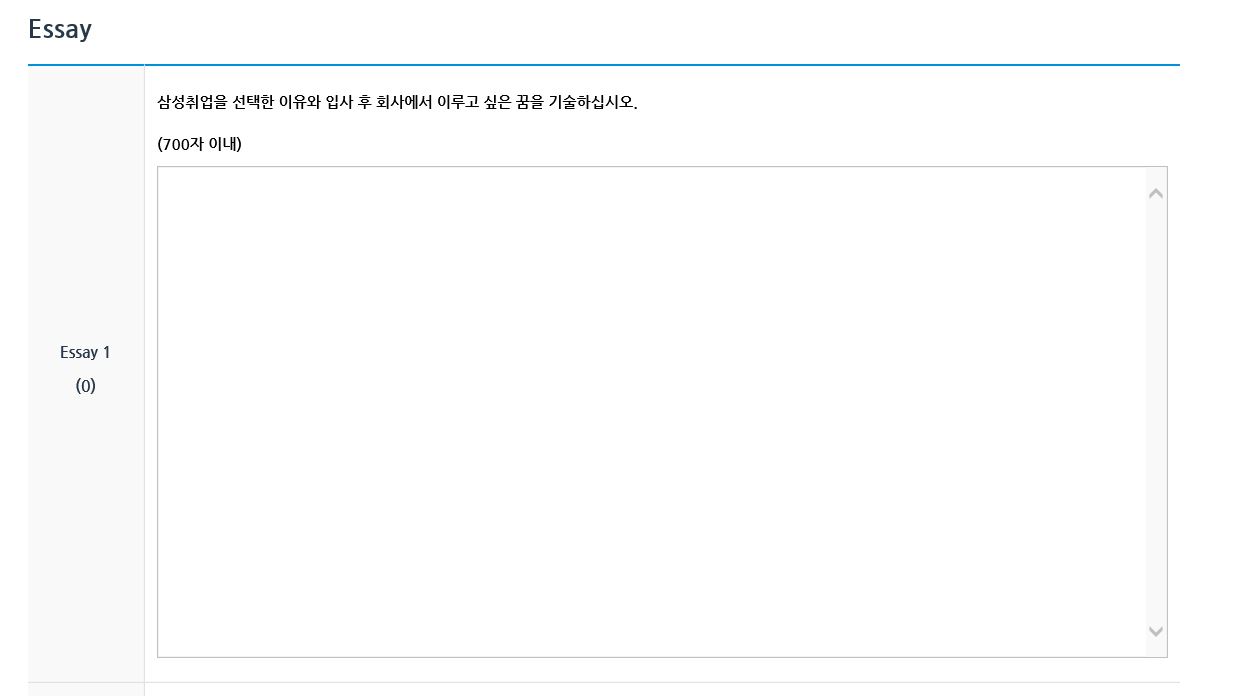 Essay
삼성취업을 선택한 이유와 입사 후 회사에서 이루고 싶은 꿈을 기술하십시오.
(700자 이내)
Essay 1
(0)